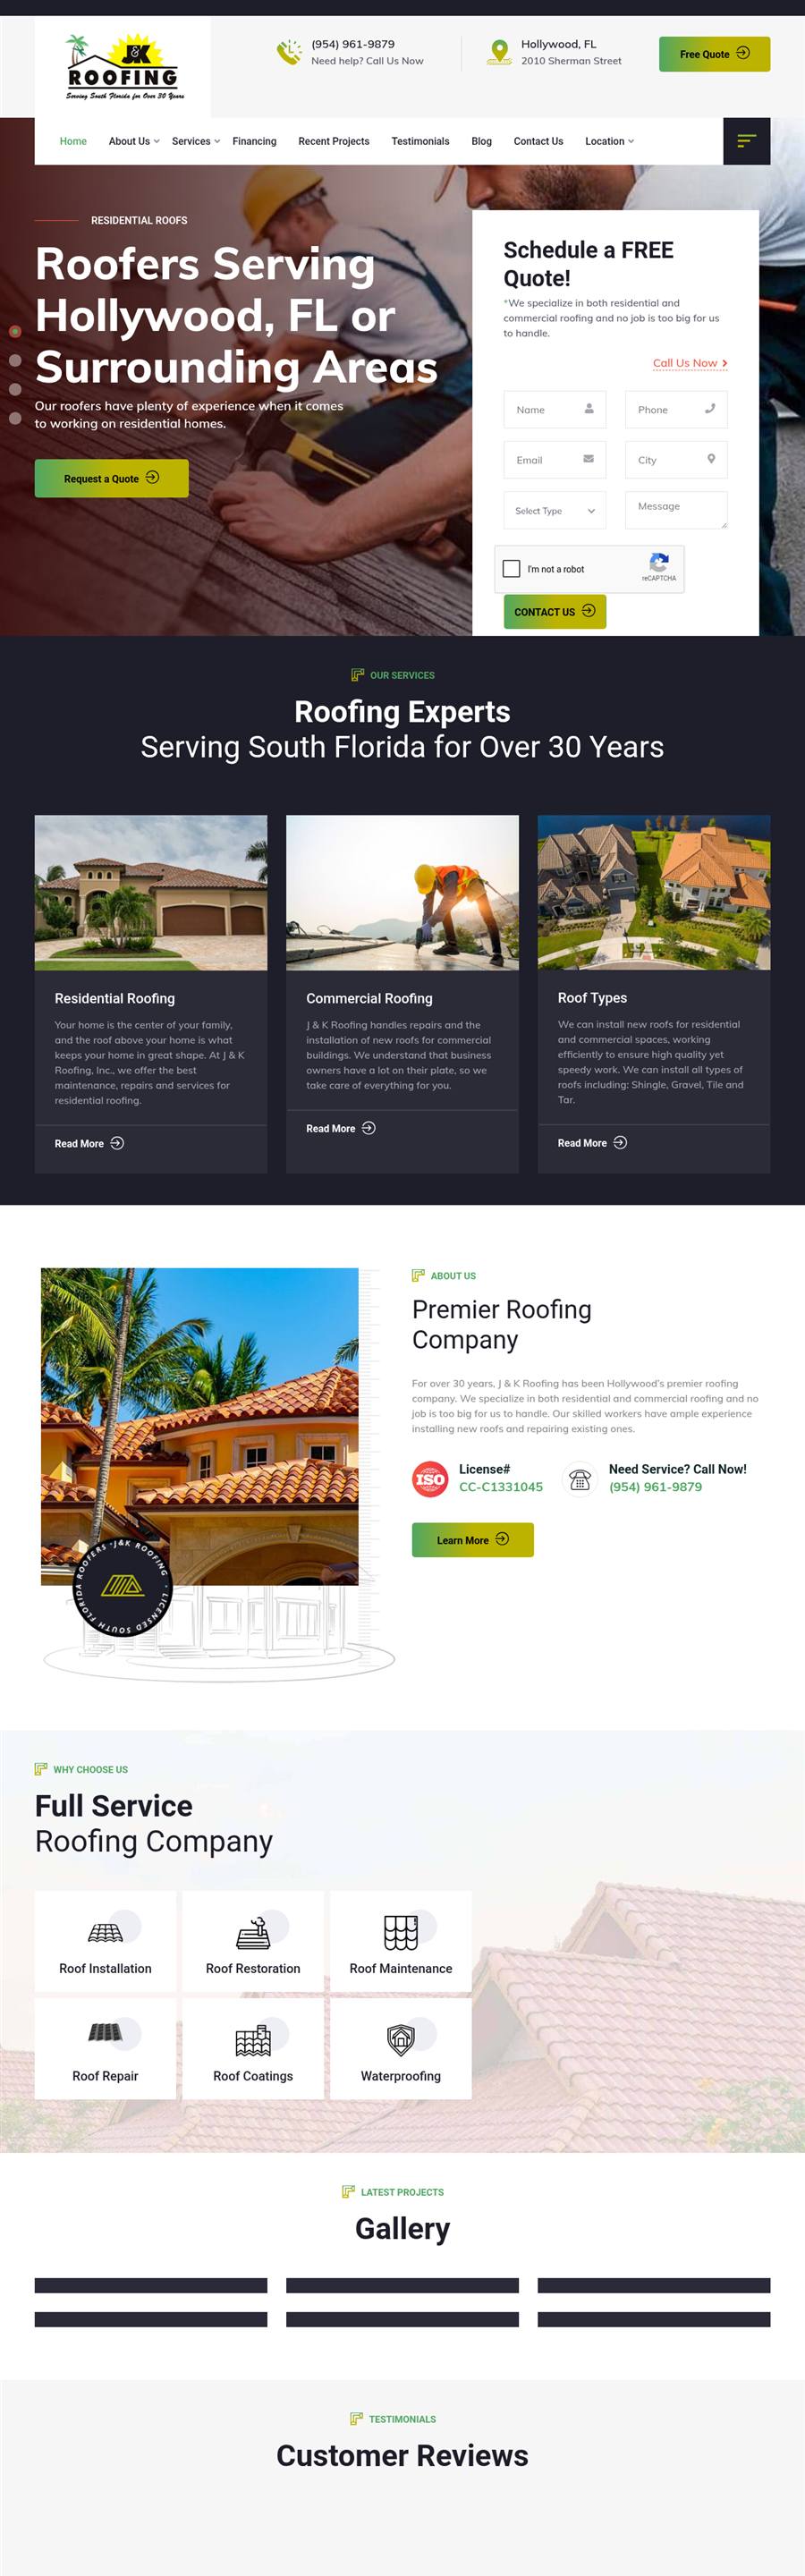 J&K
ROOFING
Serving South Florida for Over 30 Years
(954) 961-9879
Need help? Call Us Now
Hollywood, FL
2010 Sherman Street
Free Quote
Home
About Us
Services
Financing
Recent Projects
Testimonials
Blog
Contact Us
Location
RESIDENTIAL ROOFS
Roofers Serving
Hollywood, FL or
Surrounding Areas
Our roofers have plenty of experience when it comes
to working on residential homes.
Request a Quote
Schedule a FREE
Quote!
*We specialize in both residential and
commercial roofing and no job is too big for us
to handle.
Call Us Now
Name
Phone
Email
City
Select Type
Message
I'm not a robot
reCAPTCHA
CONTACT US
OUR SERVICES
Roofing Experts
Serving South Florida for Over 30 Years
Residential Roofing
Your home is the center of your family,
and the roof above your home is what
keeps your home in great shape. At J & K
Roofing, Inc., we offer the best
maintenance, repairs and services for
residential roofing.
Read More
Commercial Roofing
J & K Roofing handles repairs and the
installation of new roofs for commercial
buildings. We understand that business
owners have a lot on their plate, so we
take care of everything for you.
Read More
Roof Types
We can install new roofs for residential
and commercial spaces, working
efficiently to ensure high quality yet
speedy work. We can install all types of
roofs including: Shingle, Gravel, Tile and
Tar.
Read More
J&K ROOFING · LICENSED SOUTH FLORIDA ROOFERS ·
ABOUT US
Premier Roofing
Company
For over 30 years, J & K Roofing has been Hollywood's premier roofing
company. We specialize in both residential and commercial roofing and no
job is too big for us to handle. Our skilled workers have ample experience
installing new roofs and repairing existing ones.
ISO
License#
CC-C1331045
Need Service? Call Now!
(954) 961-9879
Learn More
WHY CHOOSE US
Full Service
Roofing Company
Roof Installation
Roof Restoration
Roof Maintenance
Roof Repair
Roof Coatings
Waterproofing
LATEST PROJECTS
Gallery
TESTIMONIALS
Customer Reviews